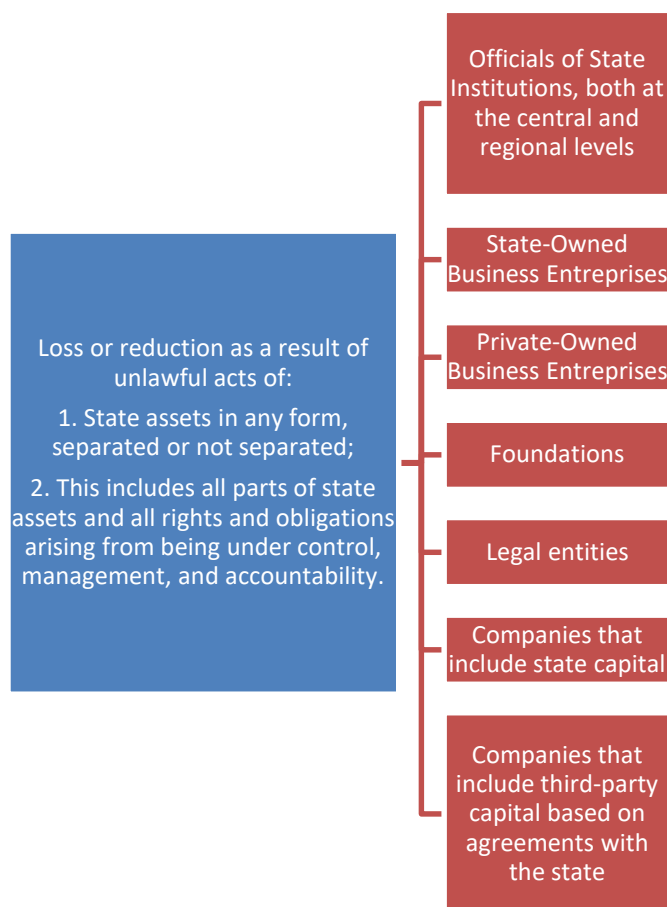 Loss or reduction as a result of
unlawful acts of:
1. State assets in any form,
separated or not separated;
2. This includes all parts of state
assets and all rights and obligations
arising from being under control,
management, and accountability.
Officials of State
Institutions, both at
the central and
regional levels
State-Owned
Business Entreprises
Private-Owned
Business Entreprises
Foundations
Legal entities
Companies that
include state capital
Companies that
include third-party
capital based on
agreements with
the state